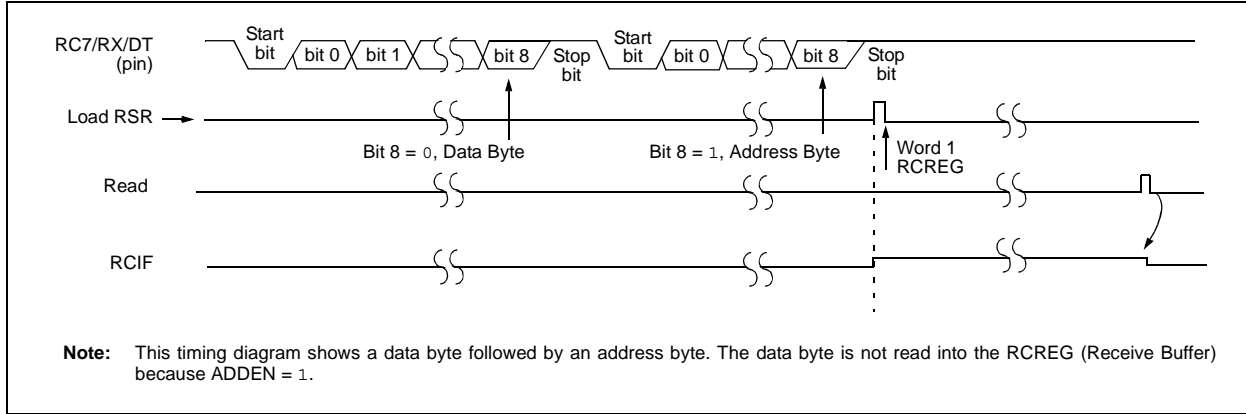 RC7/RX/DT
(pin)
Start
bit
bit 0
bit 1
bit 8
Stop
bit
Start
bit
bit 0
bit 8
Stop
bit
Load RSR
Bit 8 = 0, Data Byte
Bit 8 = 1, Address Byte
Word 1
RCREG
Read
RCIF
Note: This timing diagram shows a data byte followed by an address byte. The data byte is not read into the RCREG (Receive Buffer)
because ADDEN = 1.